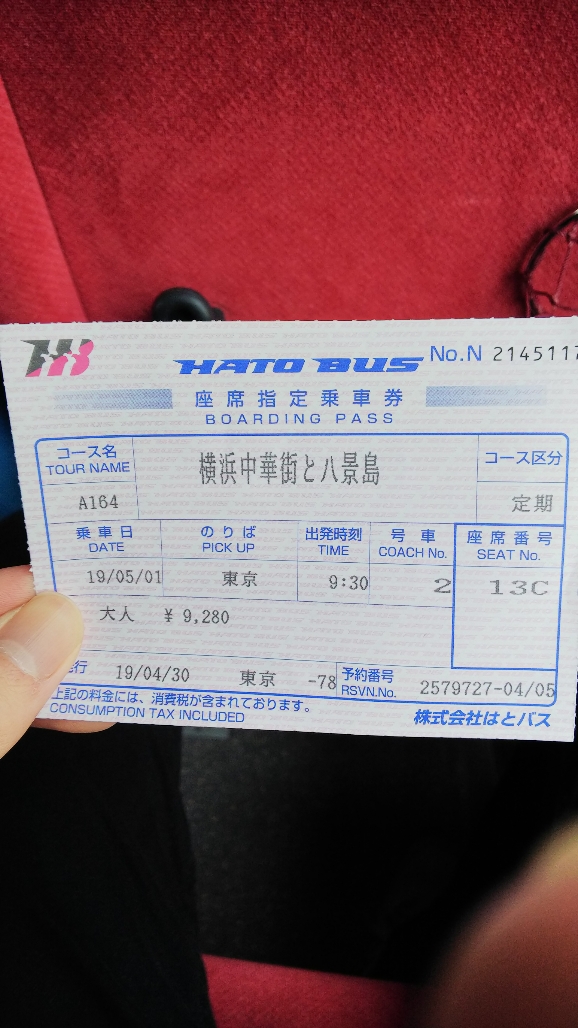 HATO BUS No.N 2145117
座席指定乗車券
BOARDING PASS
コース名 横浜中華街と八景島 コース区分
TOUR NAME
A164 定期
乗車日 のりば 出発時刻 号車 座席番号
DATE PICK UP TIME COACH No. SEAT No.
19/05/01 東京 9:30 2 13C
大人 ¥9,280
行 19/04/30 東京 -78 予約番号 2579727-04/05
RSVN.No.
上記の料金には、消費税が含まれております。
CONSUMPTION TAX INCLUDED 株式会社はとバス